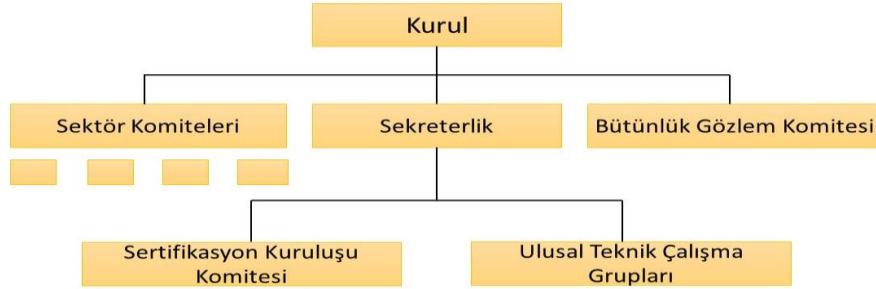 Kurul
Sektör Komiteleri
Sekreterlik
Bütünlük Gözlem Komitesi
Sertifikasyon Kuruluşu
Komitesi
Ulusal Teknik Çalışma
Grupları